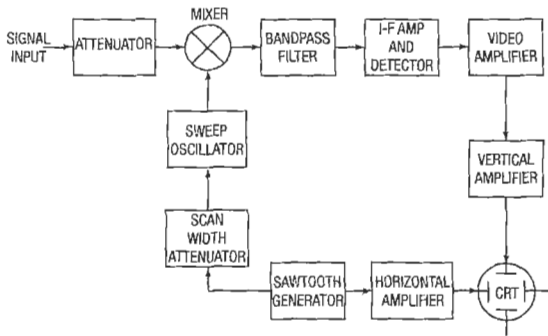 MIXER
SIGNAL
INPUT
ATTENUATOR
BANDPASS
FILTER
I-F AMP
AND
DETECTOR
VIDEO
AMPLIFIER
SWEEP
OSCILLATOR
VERTICAL
AMPLIFIER
SCAN
WIDTH
ATTENUATOR
SAWTOOTH
GENERATOR
HORIZONTAL
AMPLIFIER
CRT